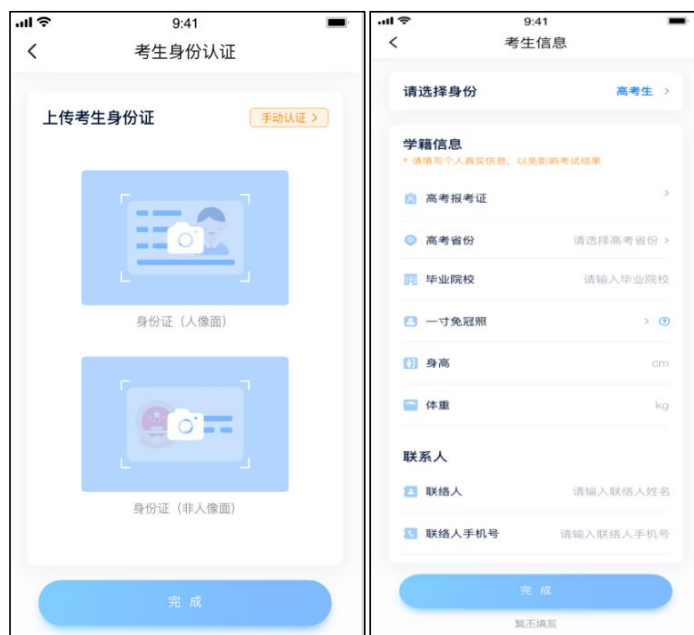 9:41
考生身份认证
上传考生身份证
手动认证 >
身份证（人像面）
身份证（非人像面）
完 成
9:41
考生信息
请选择身份 高考生 >
学籍信息
* 请填写个人真实信息，以免影响考试结果
高考报考证 >
高考省份 请选择高考省份 >
毕业院校 请输入毕业院校
一寸免冠照 >
身高 cm
体重 kg
联系人
联络人 请输入联络人姓名
联络人手机号 请输入联络人手机号
完 成
暂不填写